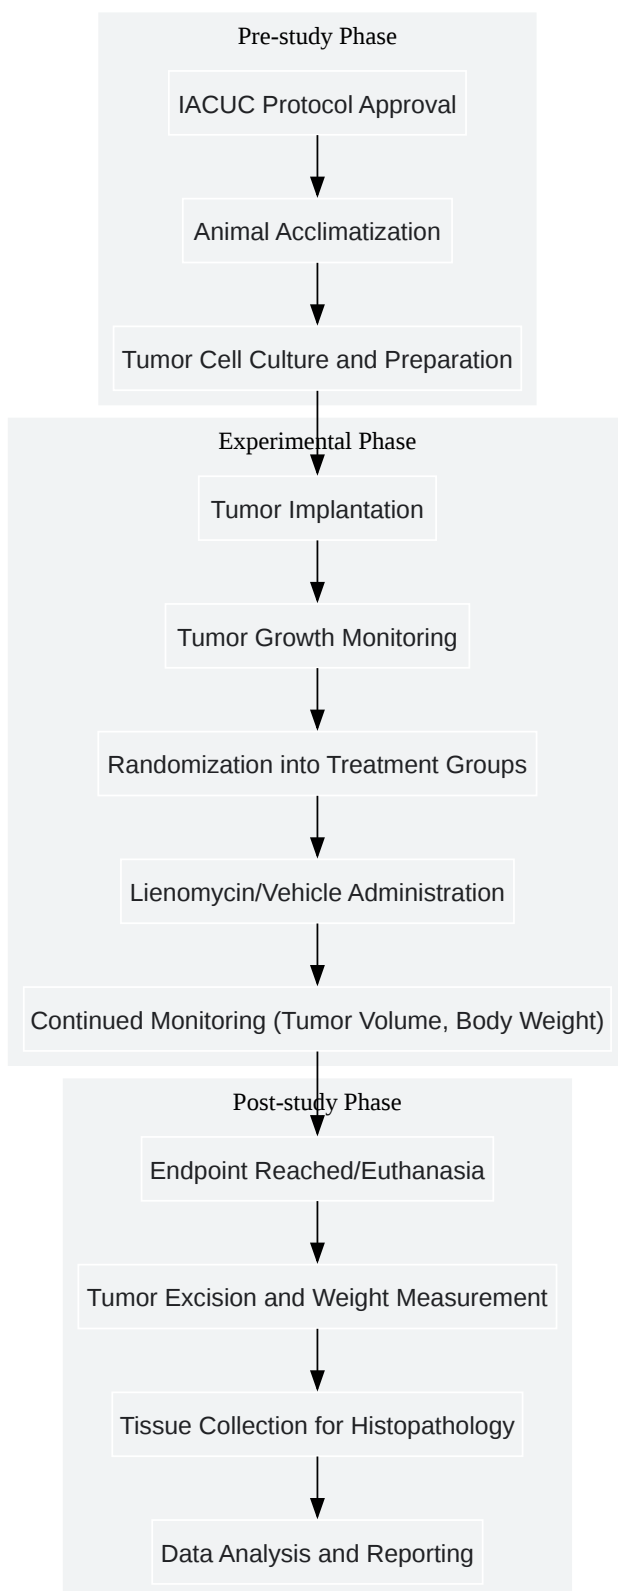 Pre-study Phase
IACUC Protocol Approval
Animal Acclimatization
Tumor Cell Culture and Preparation
Experimental Phase
Tumor Implantation
Tumor Growth Monitoring
Randomization into Treatment Groups
Lienomycin/Vehicle Administration
Continued Monitoring (Tumor Volume, Body Weight)
Post-study Phase
Endpoint Reached/Euthanasia
Tumor Excision and Weight Measurement
Tissue Collection for Histopathology
Data Analysis and Reporting